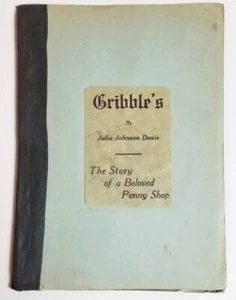 Gribble's
By
Julia Johnson Davis
The Story
of a Beloved
Penny Shop